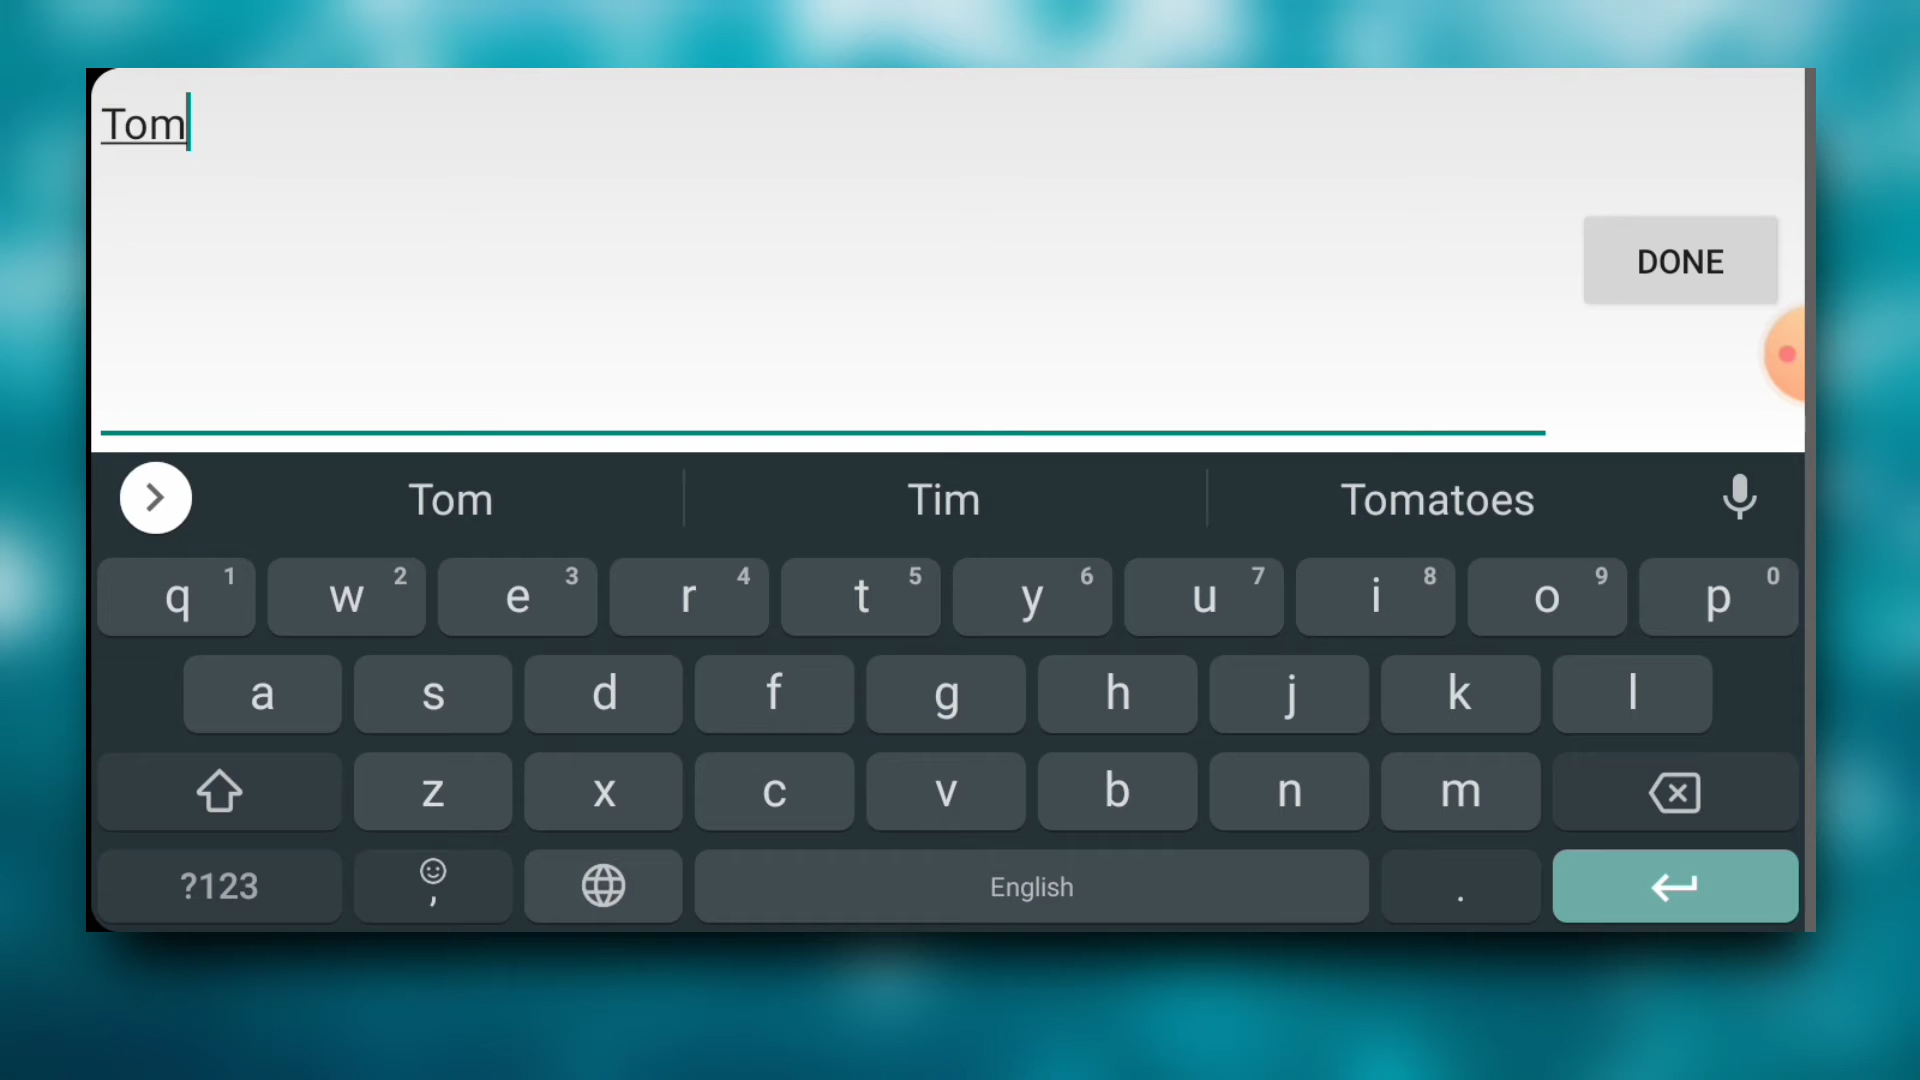 Tom
DONE
Tom Tim Tomatoes
q 1 w 2 e 3 r 4 t 5 y 6 u 7 i 8 o 9 p 0
a s d f g h j k l
z x c v b n m
?123 , English .